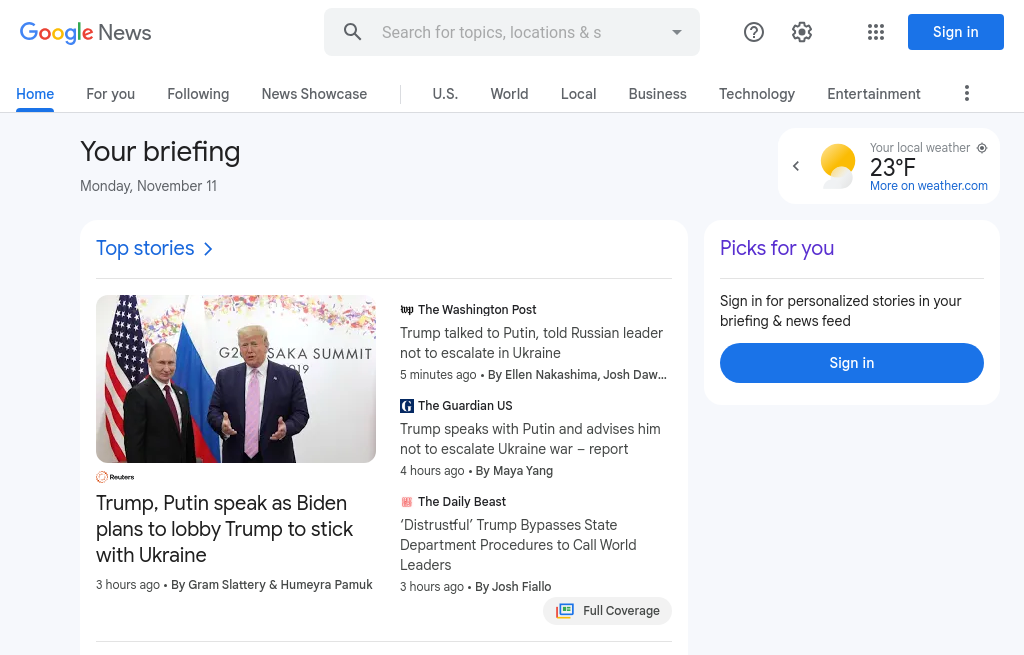 Google News
Search for topics, locations & s
Sign in
Home
For you
Following
News Showcase
U.S.
World
Local
Business
Technology
Entertainment
Your briefing
Monday, November 11
Your local weather
23°F
More on weather.com
Top stories
G20 OSAKA SUMMIT
2019
Reuters
Trump, Putin speak as Biden
plans to lobby Trump to stick
with Ukraine
3 hours ago • By Gram Slattery & Humeyra Pamuk
wp The Washington Post
Trump talked to Putin, told Russian leader
not to escalate in Ukraine
5 minutes ago • By Ellen Nakashima, Josh Daw...
G The Guardian US
Trump speaks with Putin and advises him
not to escalate Ukraine war – report
4 hours ago • By Maya Yang
The Daily Beast
‘Distrustful’ Trump Bypasses State
Department Procedures to Call World
Leaders
3 hours ago • By Josh Fiallo
Full Coverage
Picks for you
Sign in for personalized stories in your
briefing & news feed
Sign in